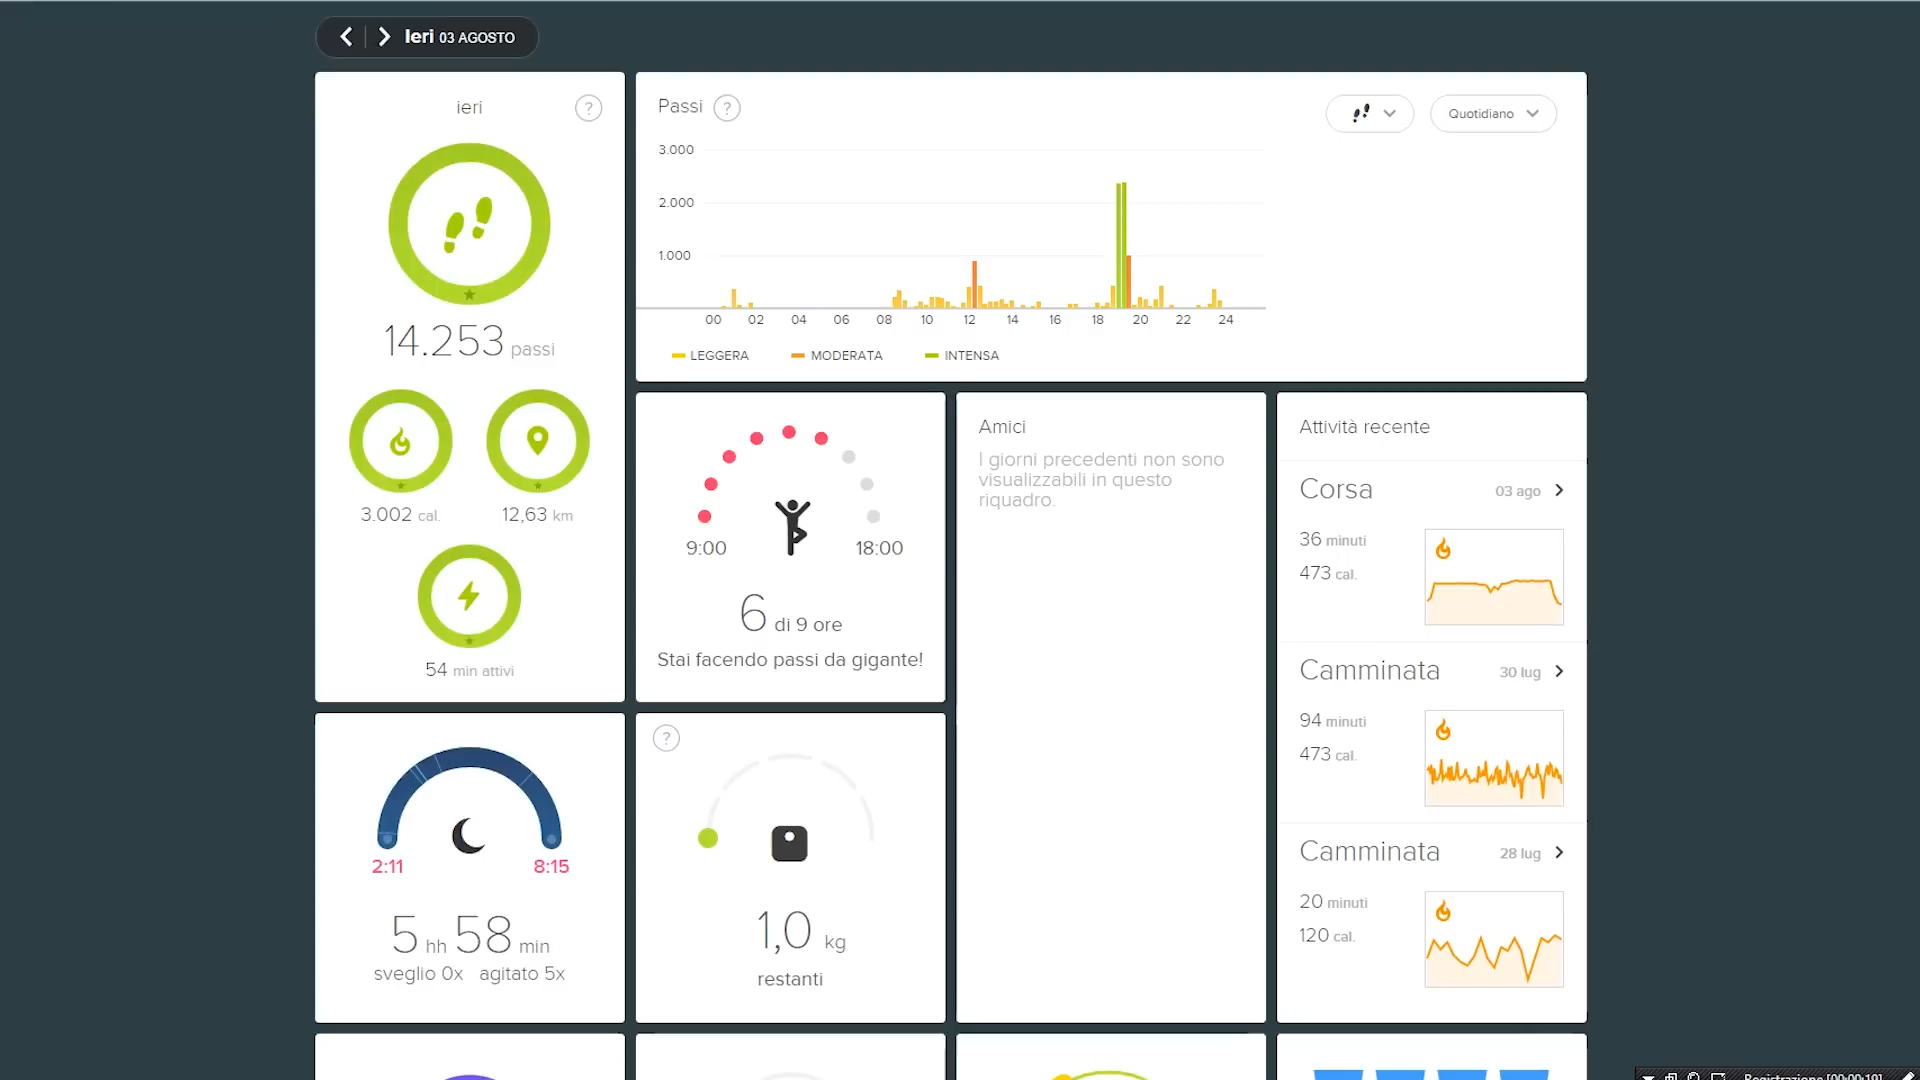 Ieri 03 AGOSTO
ieri
?
14.253 passi
3.002 cal.
12,63 km
54 min attivi
Passi ?
Quotidiano
3.000
2.000
1.000
00 02 04 06 08 10 12 14 16 18 20 22 24
LEGGERA MODERATA INTENSA
9:00 18:00
6 di 9 ore
Stai facendo passi da gigante!
Amici
I giorni precedenti non sono
visualizzabili in questo
riquadro.
Attività recente
Corsa 03 ago
36 minuti
473 cal.
Camminata 30 lug
94 minuti
473 cal.
Camminata 28 lug
20 minuti
120 cal.
2:11 8:15
5 hh 58 min
sveglio 0x agitato 5x
?
1,0 kg
restanti
Registrazione [00:00:10]